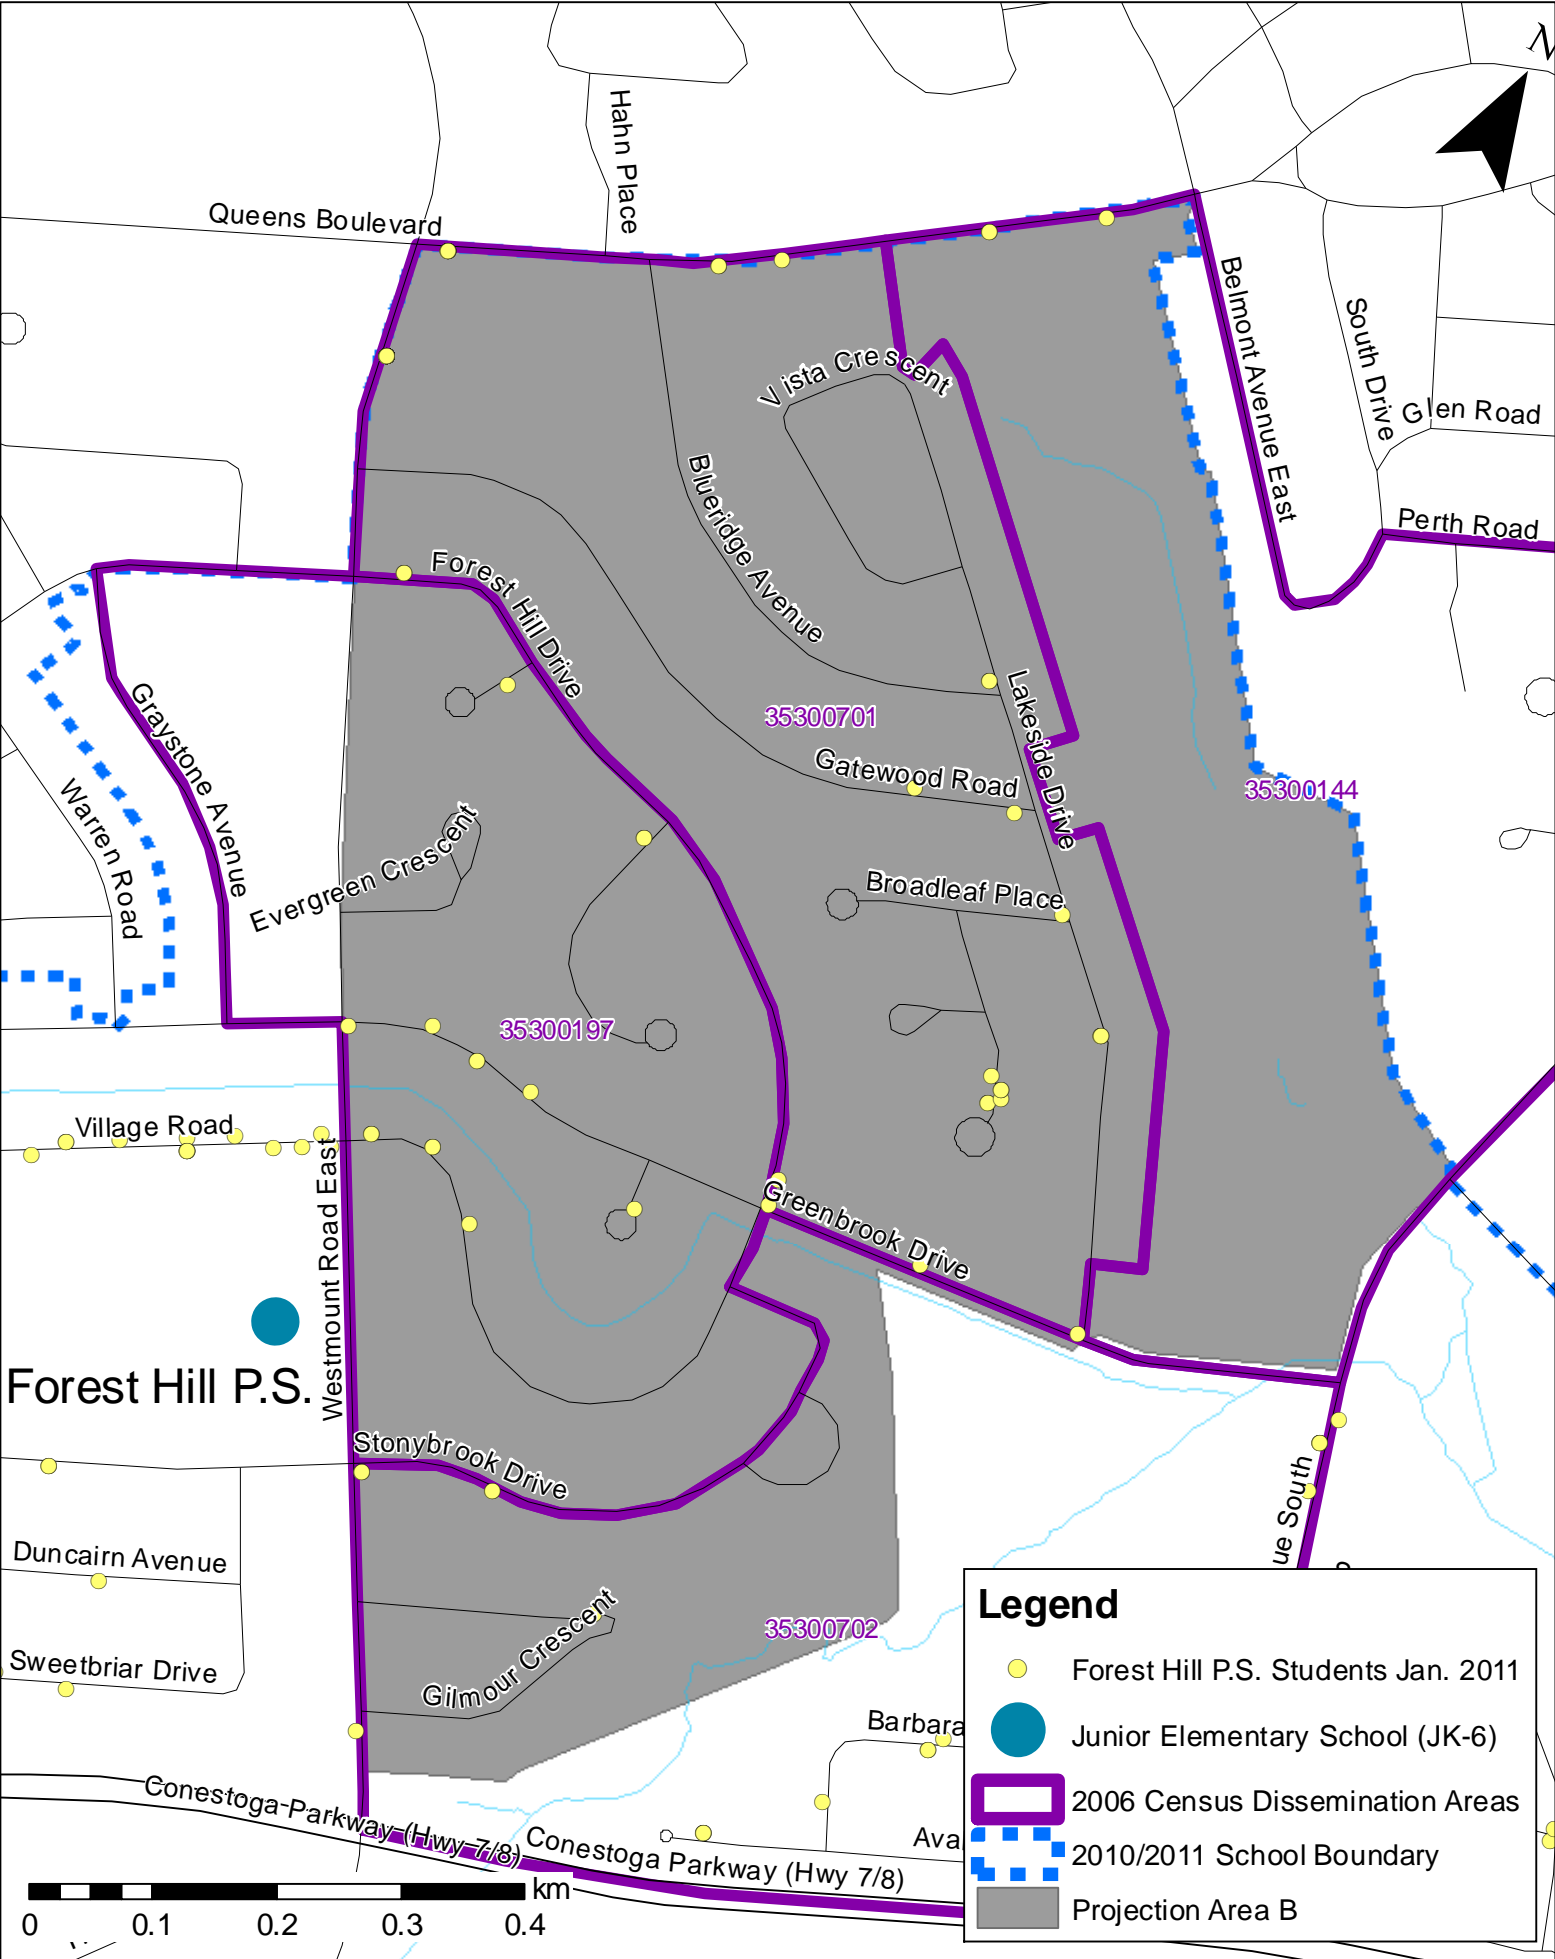 N
Hahn Place
Queens Boulevard
Belmont Avenue East
South Drive
Glen Road
Vista Crescent
Blueridge Avenue
Perth Road
Forest Hill Drive
Graystone Avenue
35300701
Lakeside Drive
Gatewood Road
35300144
Warren Road
Evergreen Crescent
Broadleaf Place
35300197
Village Road
Westmount Road East
Greenbrook Drive
Forest Hill P.S.
Stonybrook Drive
ue South
Duncairn Avenue
Sweetbriar Drive
Gilmour Crescent
35300702
Barbara
Conestoga Parkway (Hwy 7/8)
Conestoga Parkway (Hwy 7/8)
Ava
km
0 0.1 0.2 0.3 0.4
Legend
Forest Hill P.S. Students Jan. 2011
Junior Elementary School (JK-6)
2006 Census Dissemination Areas
2010/2011 School Boundary
Projection Area B